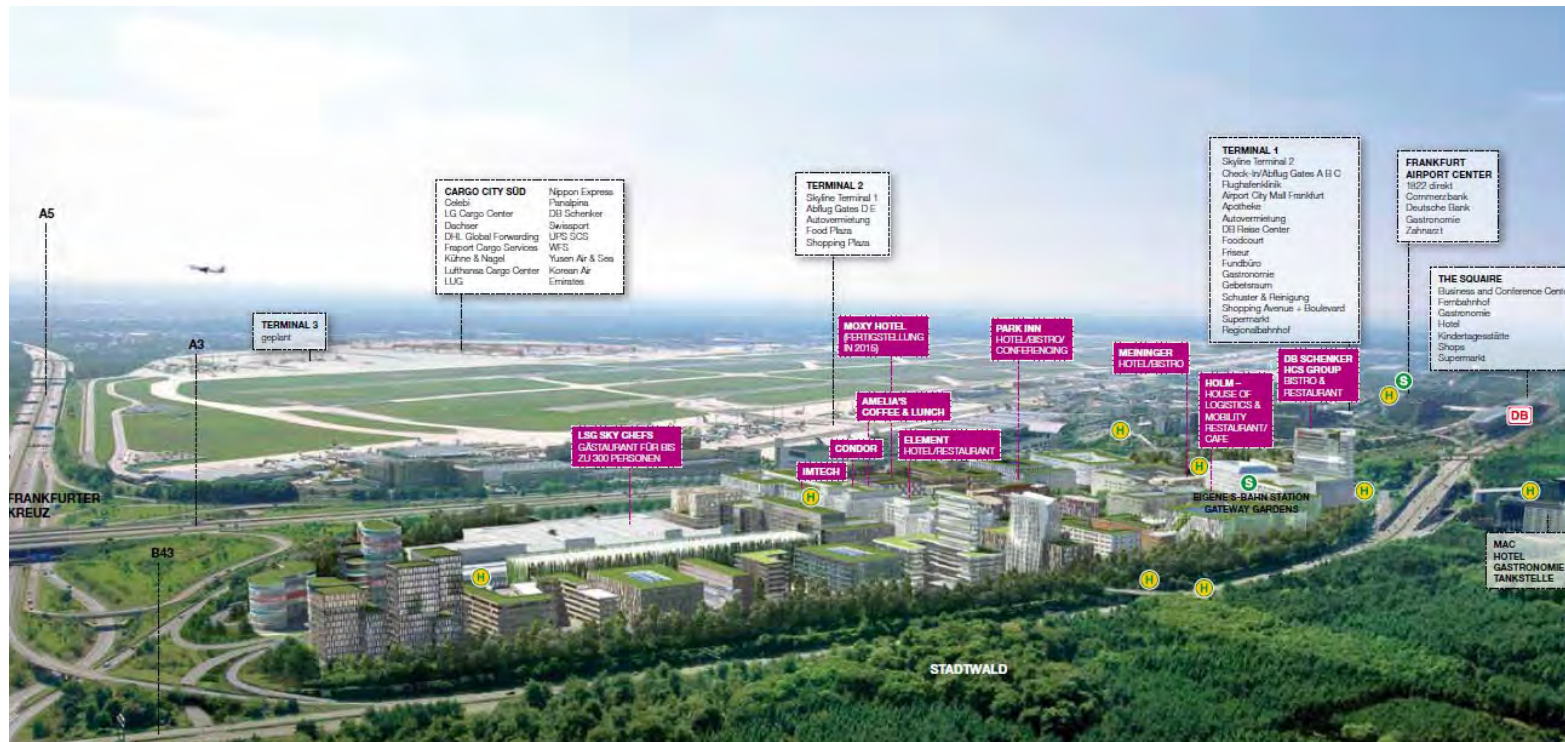 A5
TERMINAL 3
geplant
A3
CARGO CITY SÜD
Celebi
LG Cargo Center
Dachser
DHL Global Forwarding
Fraport Cargo Services
Kühne & Nagel
Lufthansa Cargo Center
LUG
Nippon Express
Panalpina
DB Schenker
Swissport
UPS SCS
WFS
Yusen Air & Sea
Korean Air
Emirates
TERMINAL 2
Skyline Terminal 1
Abflug Gates D E
Autovermietung
Food Plaza
Shopping Plaza
TERMINAL 1
Skyline Terminal 2
Check-In/Abflug Gates A B C
Flughafenklinik
Airport City Mall Frankfurt
Apotheke
Autovermietung
DB Reise Center
Foodcourt
Friseur
Fundbüro
Gastronomie
Gebetsraum
Schuster & Reinigung
Shopping Avenue + Boulevard
Supermarkt
Regionalbahnhof
FRANKFURT
AIRPORT CENTER
1822 direkt
Commerzbank
Deutsche Bank
Gastronomie
Zahnarzt
THE SQUAIRE
Business and Conference Cente
Fernbahnhof
Gastronomie
Hotel
Kindertagesstätte
Shops
Supermarkt
MOXY HOTEL
(FERTIGSTELLUNG
IN 2015)
PARK INN
HOTEL/BISTRO/
CONFERENCING
MEININGER
HOTEL/BISTRO
HOLM –
HOUSE OF
LOGISTICS &
MOBILITY
RESTAURANT/
CAFE
DB SCHENKER
HCS GROUP
BISTRO &
RESTAURANT
AMELIA'S
COFFEE & LUNCH
LSG SKY CHEFS
GÄSTAURANT FÜR BIS
ZU 300 PERSONEN
CONDOR
ELEMENT
HOTEL/RESTAURANT
IMTECH
S
H
DB
H
H
H
S
H
H
EIGENE S-BAHN STATION
GATEWAY GARDENS
FRANKFURTER
KREUZ
B43
H
H
H
MAC
HOTEL
GASTRONOMIE
TANKSTELLE
STADTWALD